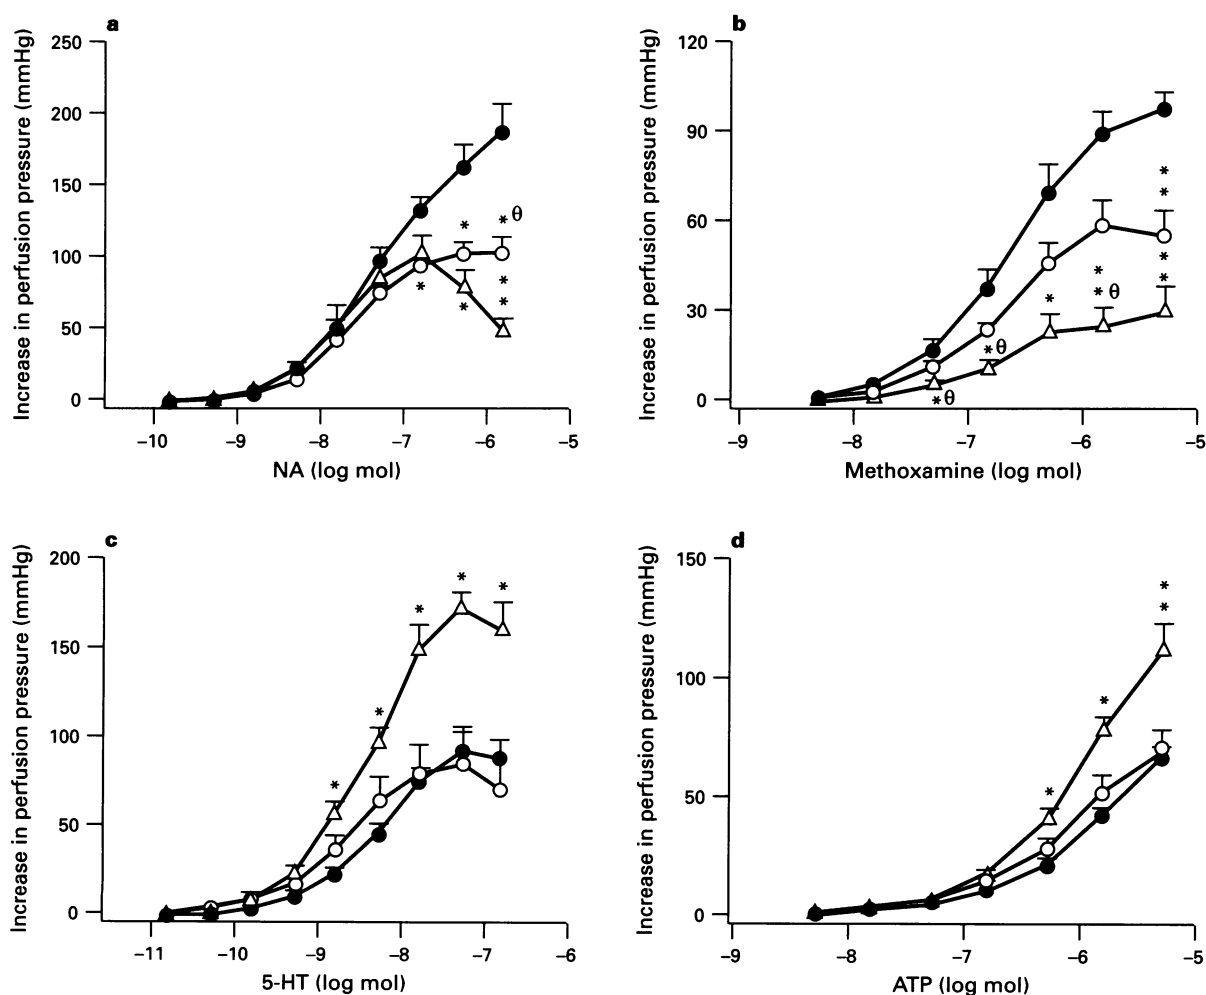 a
Increase in perfusion pressure (mmHg)
250
200
150
100
50
0
* *θ
* * *
* *
–10 –9 –8 –7 –6 –5
NA (log mol)
b
Increase in perfusion pressure (mmHg)
120
90
60
30
0
*
*
* *
* *θ *
*
*θ
*θ
–9 –8 –7 –6 –5
Methoxamine (log mol)
c
Increase in perfusion pressure (mmHg)
200
150
100
50
0
* * * * *
–11 –10 –9 –8 –7 –6
5-HT (log mol)
d
Increase in perfusion pressure (mmHg)
150
100
50
0
*
*
*
*
–9 –8 –7 –6 –5
ATP (log mol)